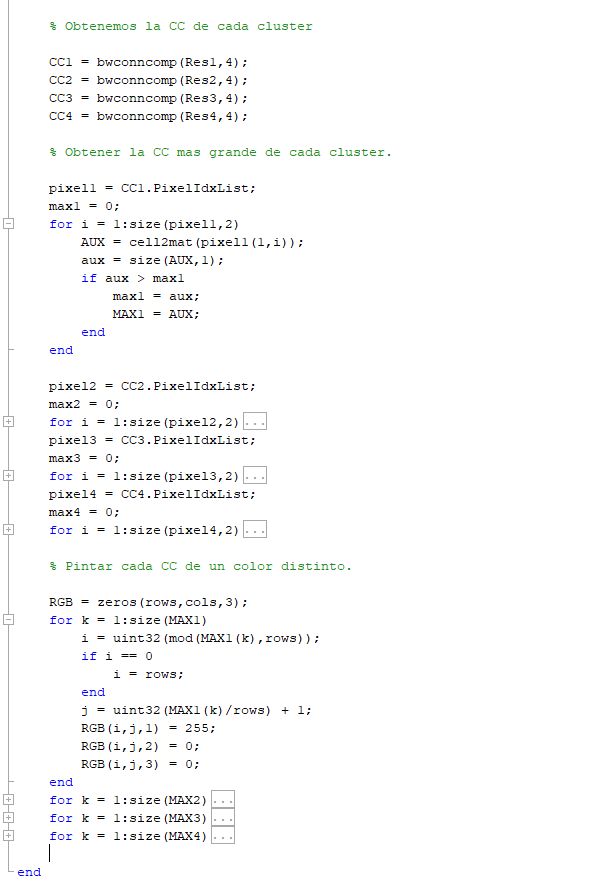 % Obtenemos la CC de cada cluster
CC1 = bwconncomp(Res1,4);
CC2 = bwconncomp(Res2,4);
CC3 = bwconncomp(Res3,4);
CC4 = bwconncomp(Res4,4);
% Obtener la CC mas grande de cada cluster.
pixel1 = CC1.PixelIdxList;
max1 = 0;
for i = 1:size(pixel1,2)
AUX = cell2mat(pixel1(1,i));
aux = size(AUX,1);
if aux > max1
max1 = aux;
MAX1 = AUX;
end
end
pixel2 = CC2.PixelIdxList;
max2 = 0;
for i = 1:size(pixel2,2) ...
pixel3 = CC3.PixelIdxList;
max3 = 0;
for i = 1:size(pixel3,2) ...
pixel4 = CC4.PixelIdxList;
max4 = 0;
for i = 1:size(pixel4,2) ...
% Pintar cada CC de un color distinto.
RGB = zeros(rows,cols,3);
for k = 1:size(MAX1)
i = uint32(mod(MAX1(k),rows));
if i == 0
i = rows;
end
j = uint32(MAX1(k)/rows) + 1;
RGB(i,j,1) = 255;
RGB(i,j,2) = 0;
RGB(i,j,3) = 0;
end
for k = 1:size(MAX2) ...
for k = 1:size(MAX3) ...
for k = 1:size(MAX4) ...
end